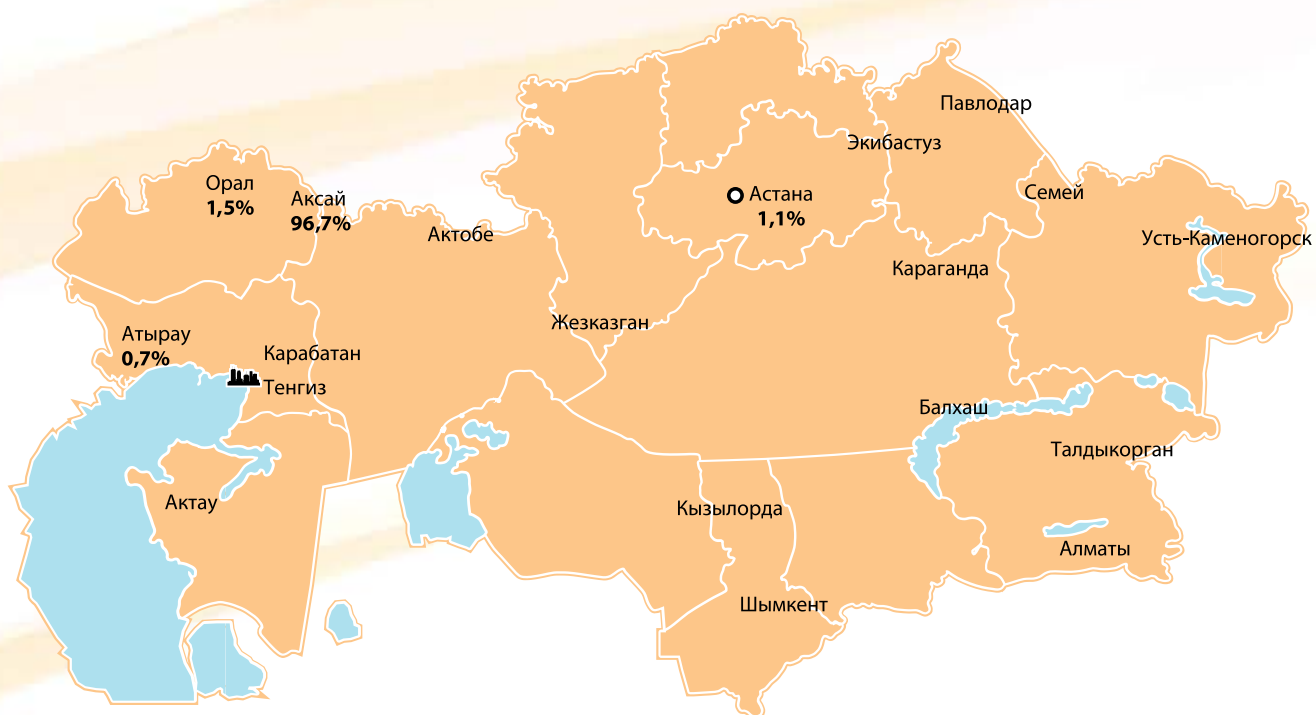 Павлодар
Экибастуз
Орал
1,5%
Аксай
96,7%
Астана
1,1%
Семей
Актобе
Усть-Каменогорск
Караганда
Жезказган
Атырау
0,7%
Карабатан
Тенгиз
Балхаш
Талдыкорган
Актау
Кызылорда
Алматы
Шымкент